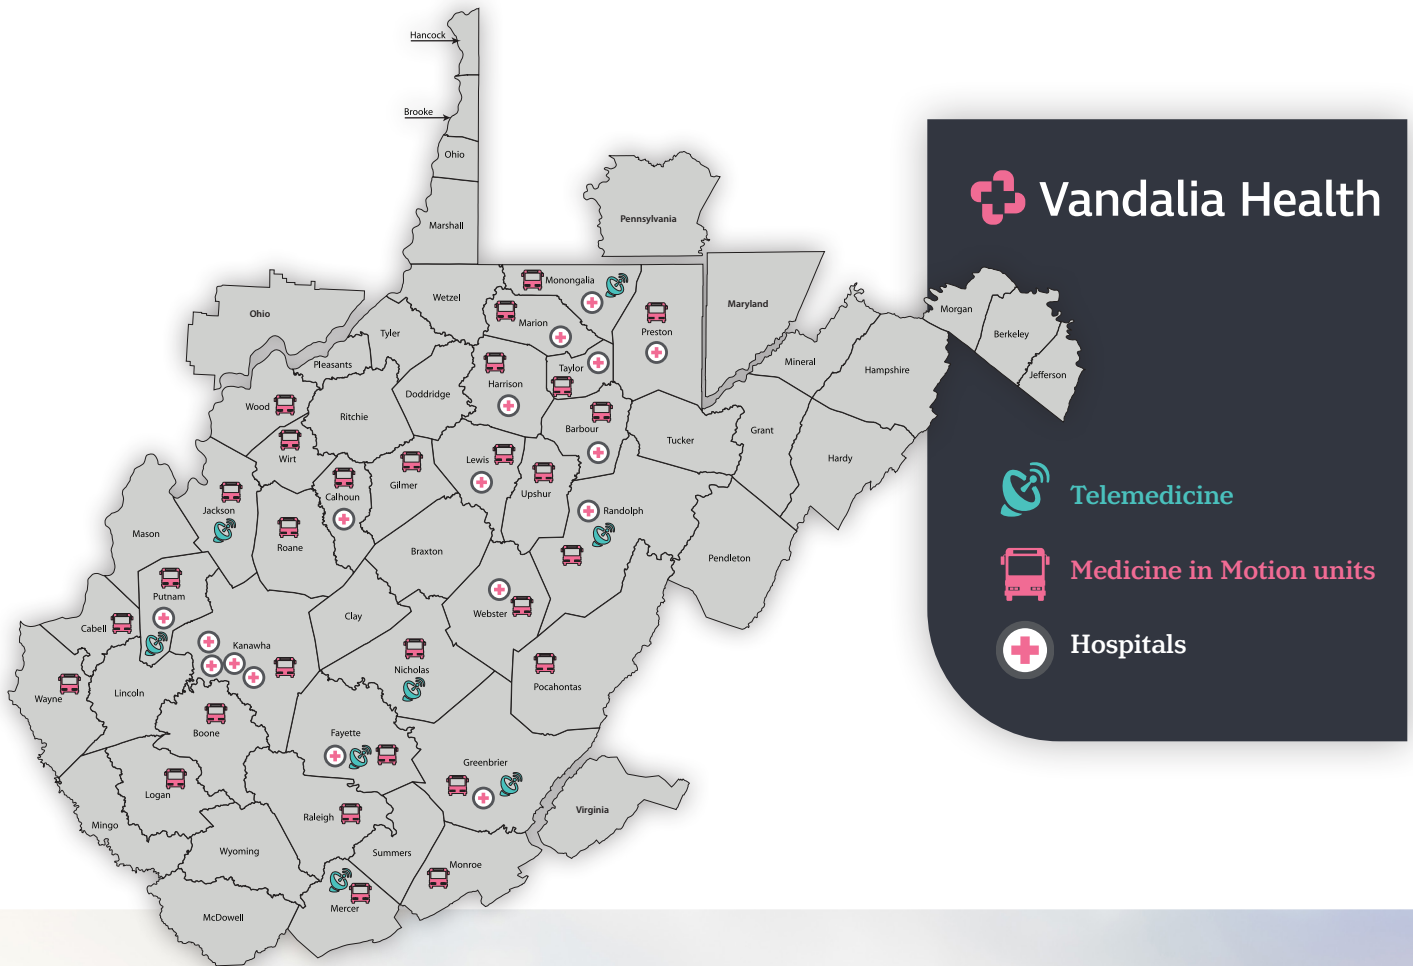 Hancock
Brooke
Ohio
Marshall
Pennsylvania
Vandalia Health
Monongalia
Wetzel
Maryland
Morgan
Ohio
Marion
Preston
Tyler
Berkeley
Pleasants
Taylor
Mineral
Hampshire
Jefferson
Harrison
Doddridge
Wood
Ritchie
Barbour
Tucker
Grant
Wirt
Lewis
Hardy
Gilmer
Upshur
Calhoun
Telemedicine
Jackson
Randolph
Mason
Roane
Braxton
Pendleton
Medicine in Motion units
Putnam
Webster
Clay
Cabell
Kanawha
Hospitals
Nicholas
Pocahontas
Lincoln
Wayne
Boone
Fayette
Greenbrier
Logan
Virginia
Raleigh
Mingo
Wyoming
Summers
Monroe
Mercer
McDowell